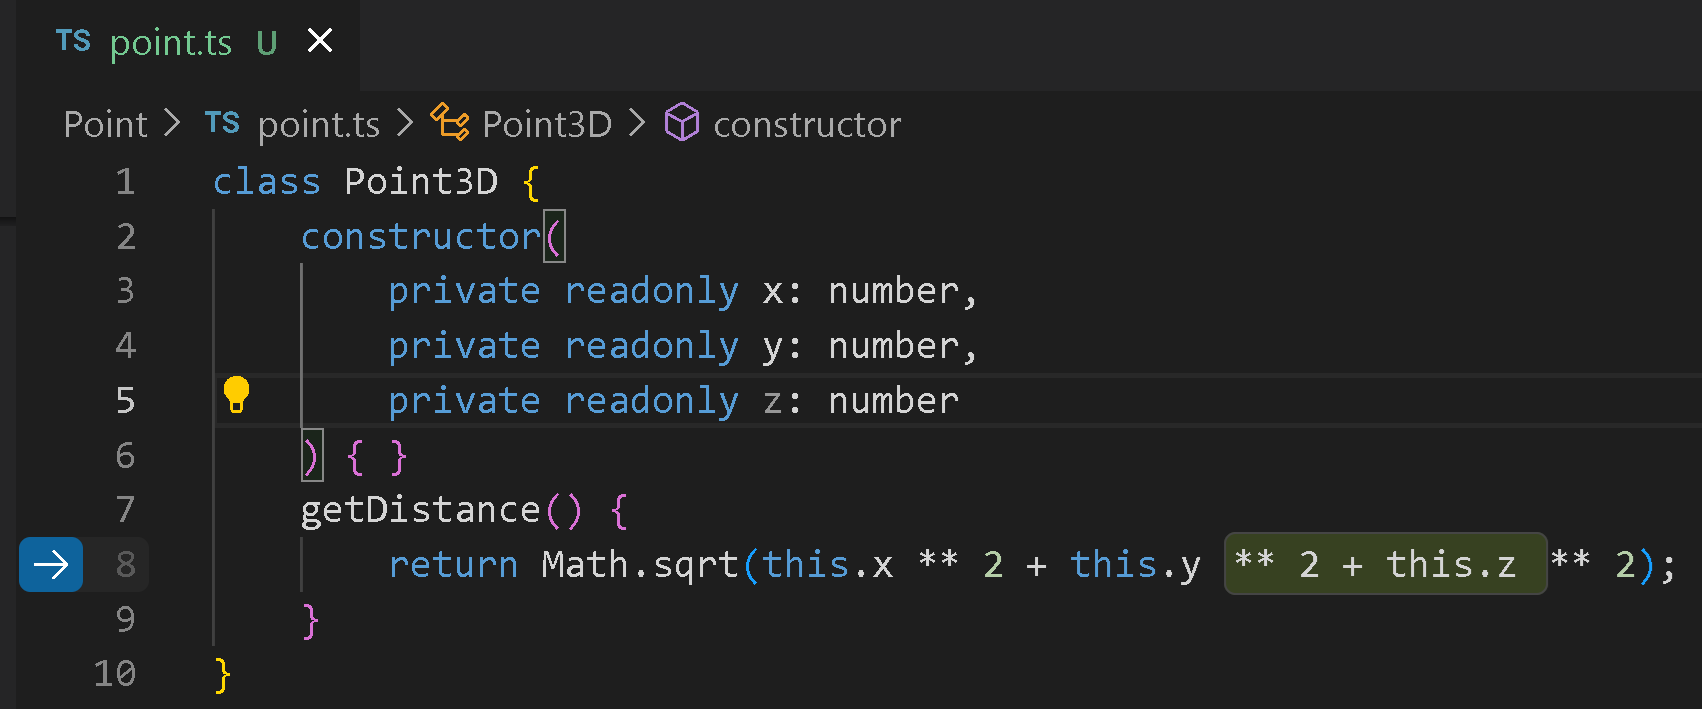 TS point.ts U
Point > TS point.ts > Point3D > constructor
1 class Point3D {
2 constructor(
3 private readonly x: number,
4 private readonly y: number,
5 private readonly z: number
6 ) { }
7 getDistance() {
8 return Math.sqrt(this.x ** 2 + this.y ** 2 + this.z ** 2);
9 }
10 }